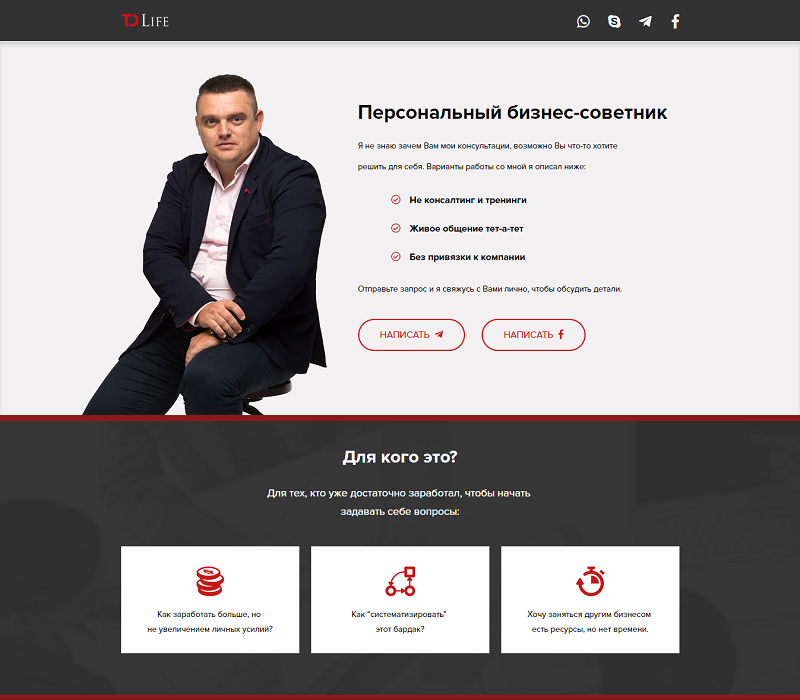 TD LIFE
Персональный бизнес-советник
Я не знаю зачем Вам мои консультации, возможно Вы что-то хотите
решить для себя. Варианты работы со мной я описал ниже:
Не консалтинг и тренинги
Живое общение тет-а-тет
Без привязки к компании
Отправьте запрос и я свяжусь с Вами лично, чтобы обсудить детали.
НАПИСАТЬ
НАПИСАТЬ
Для кого это?
Для тех, кто уже достаточно заработал, чтобы начать
задавать себе вопросы:
Как заработать больше, но
не увеличением личных усилий?
Как “систематизировать”
этот бардак?
Хочу заняться другим бизнесом
есть ресурсы, но нет времени.